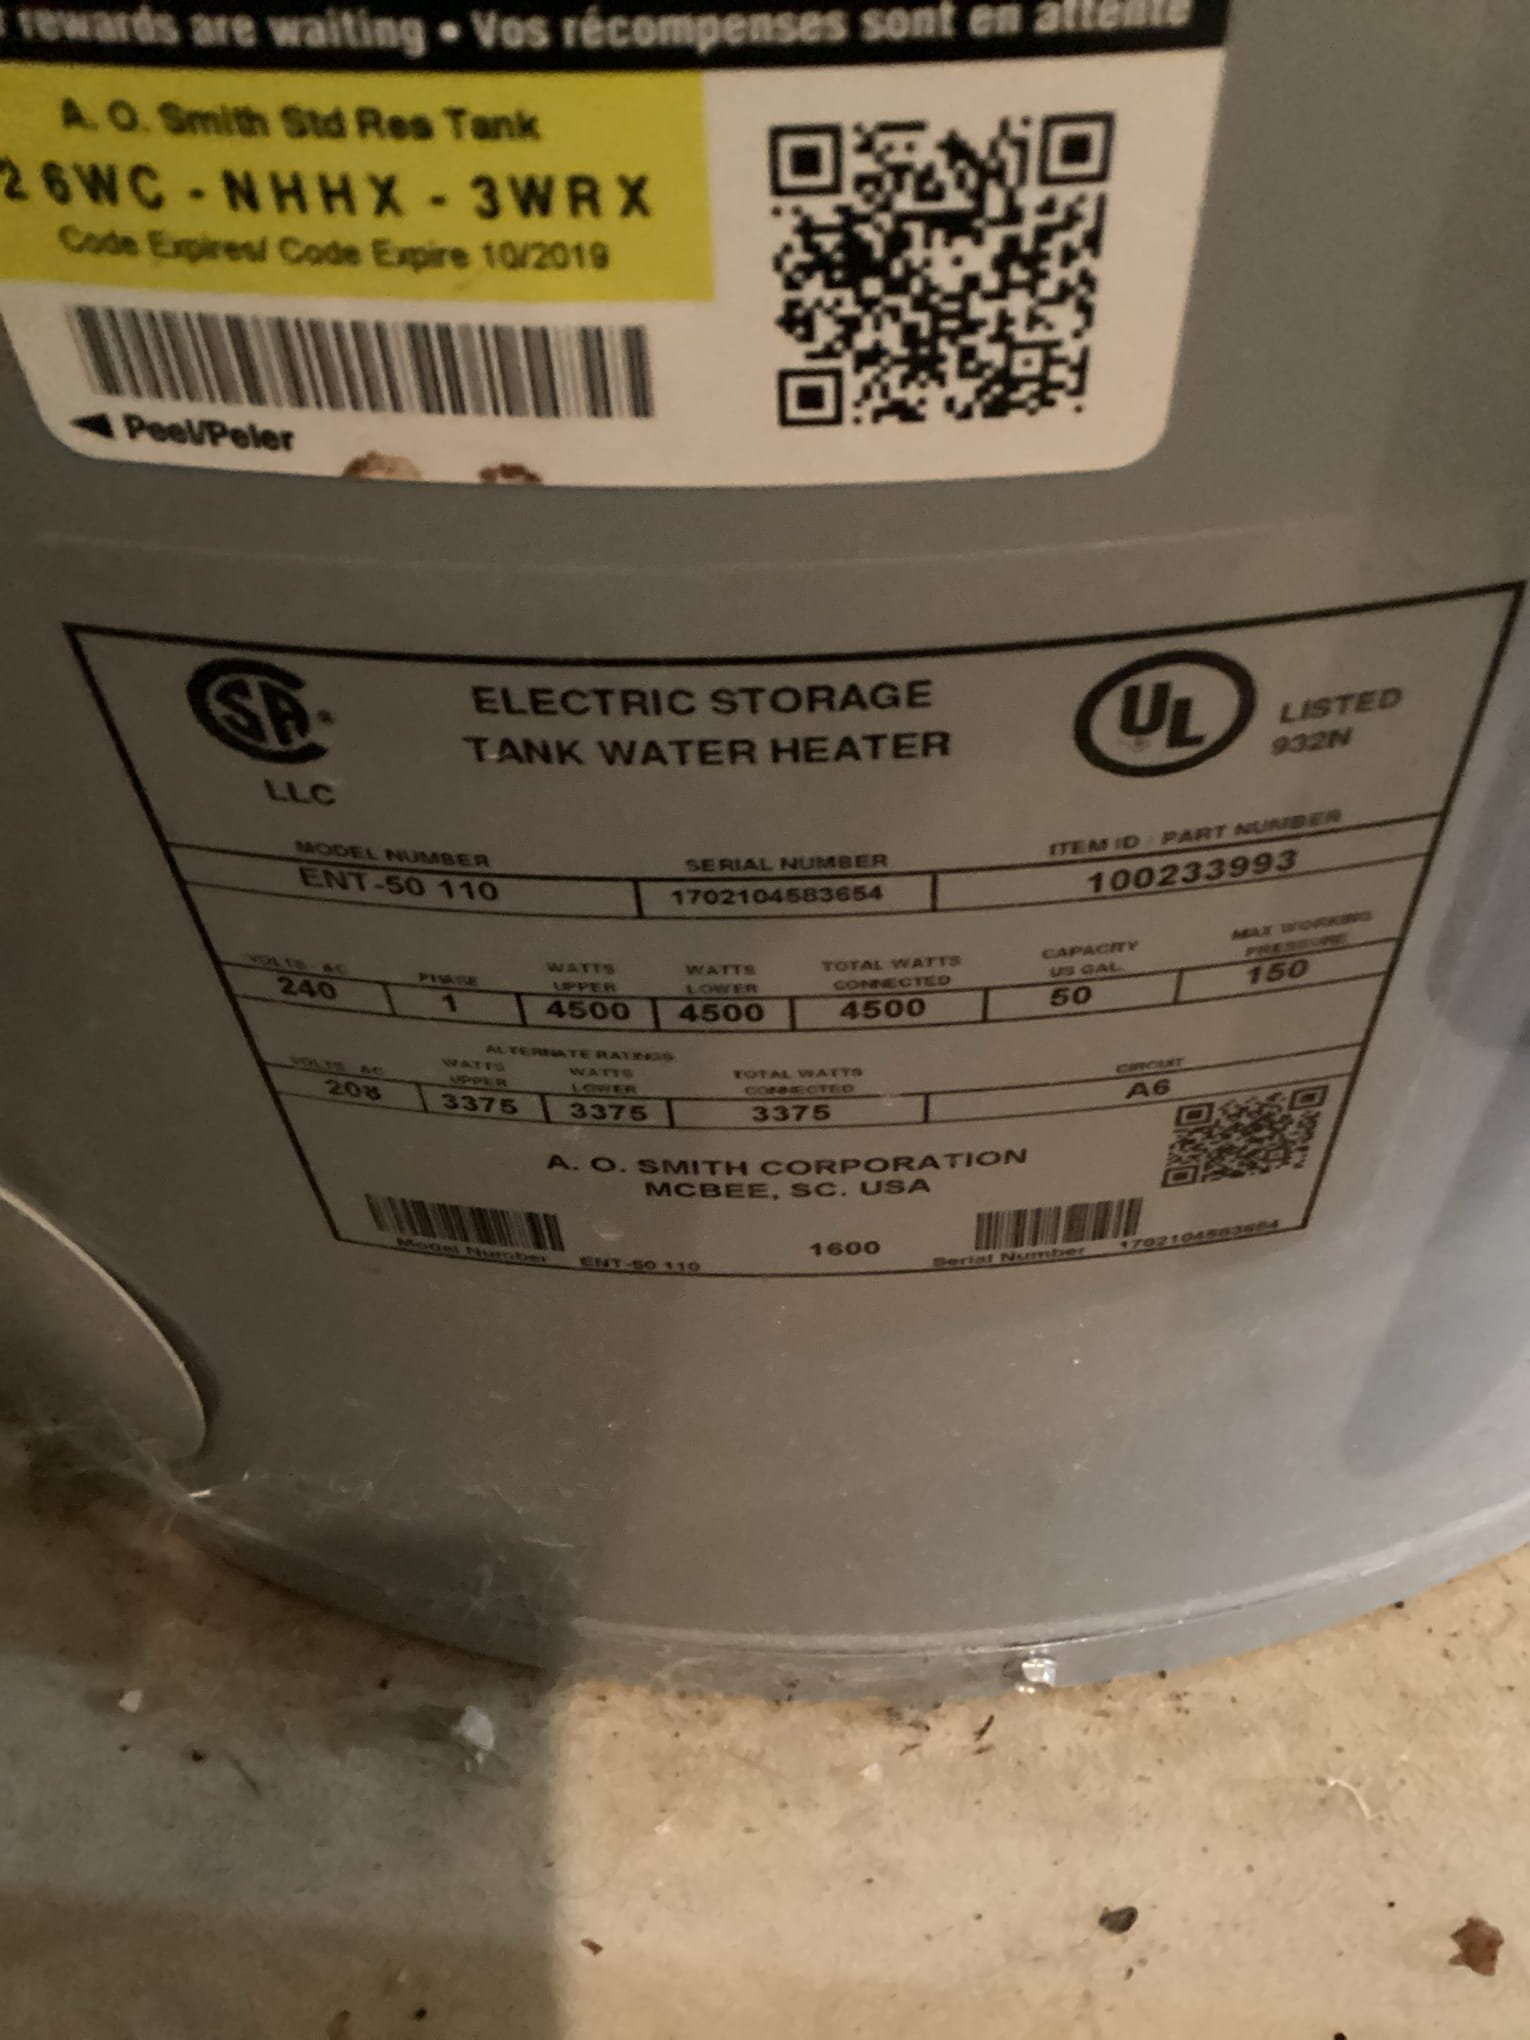 rewards are waiting • Vos récompenses sont en attente
A. O. Smith Std Res Tank
26WC - NHHX - 3WRX
Code Expires/ Code Expire 10/2019
Peel/Peler
SA®
LLC
ELECTRIC STORAGE
TANK WATER HEATER
UL®
LISTED
932N
MODEL NUMBER SERIAL NUMBER ITEM ID / PART NUMBER
ENT-50 110 1702104583654 100233993
VOLTS - AC PHASE WATTS UPPER WATTS LOWER TOTAL WATTS CONNECTED CAPACITY US GAL. MAX WORKING PRESSURE
240 1 4500 4500 4500 50 150
ALTERNATE RATINGS
VOLTS - AC WATTS UPPER WATTS LOWER TOTAL WATTS CONNECTED CIRCUIT
208 3375 3375 3375 A6
A. O. SMITH CORPORATION
MCBEE, SC. USA
Model Number ENT-50 110 1600 Serial Number 1702104583654